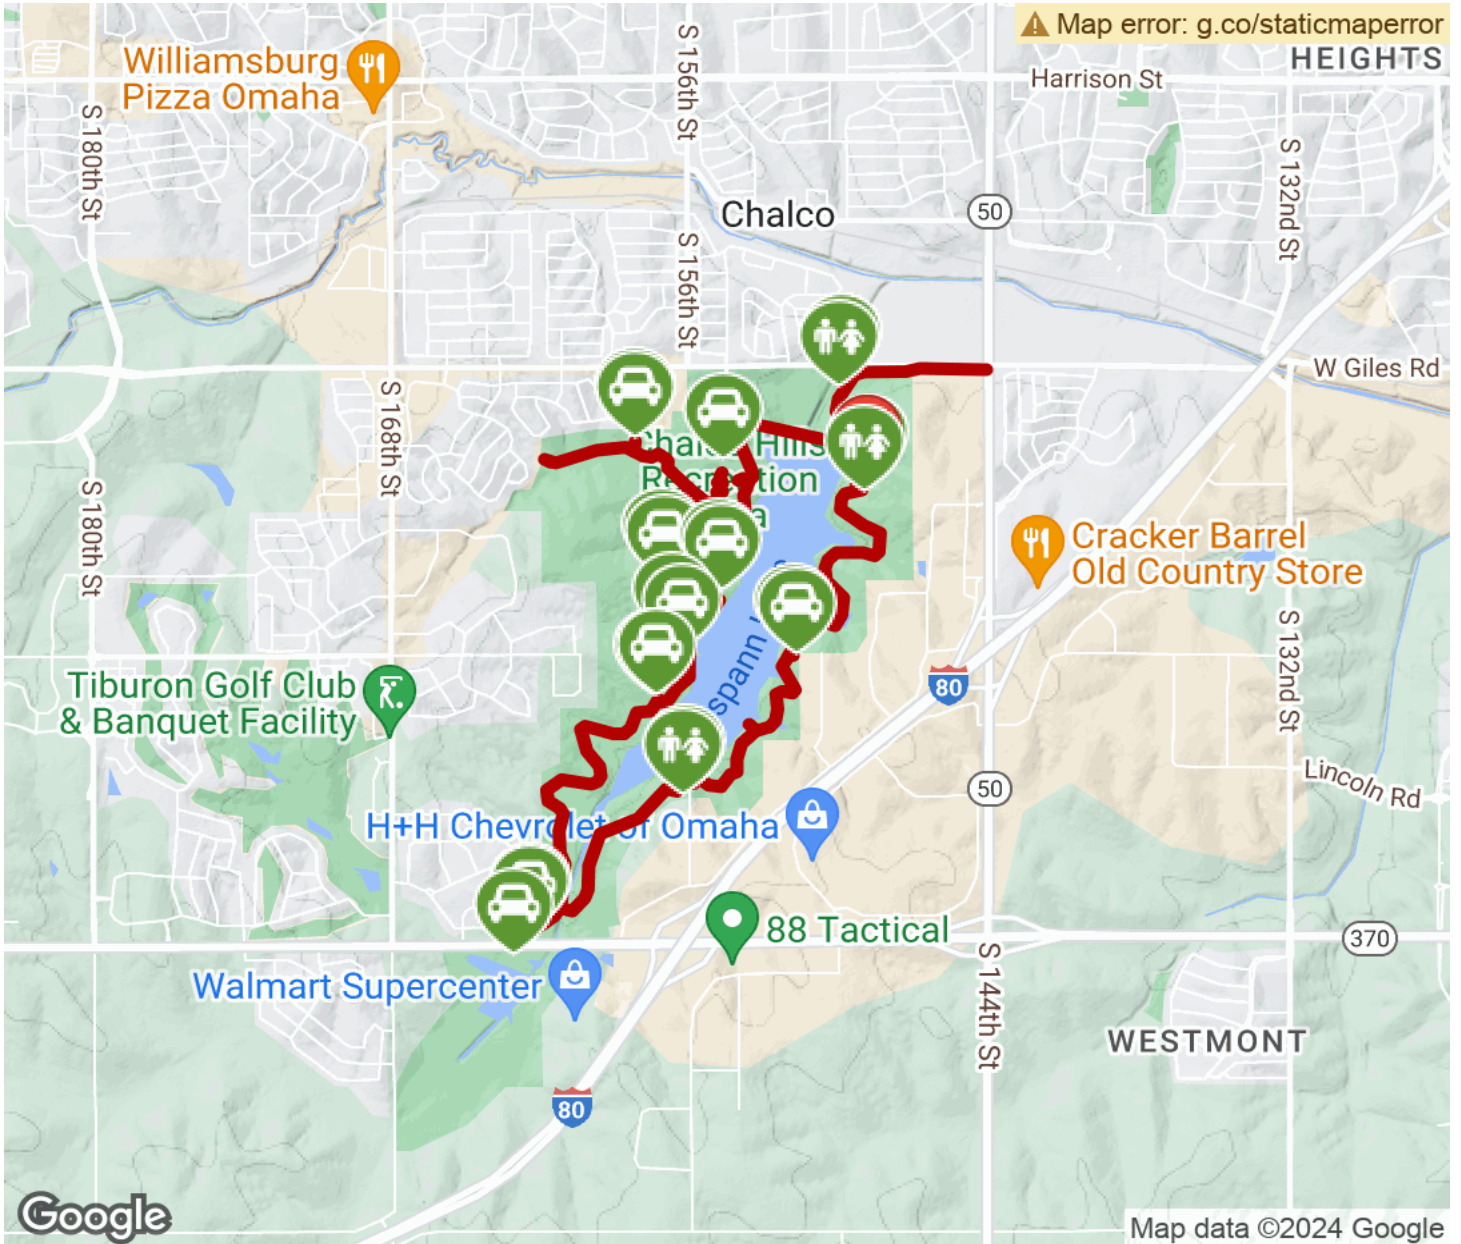 Map error: g.co/staticmaperror
HEIGHTS
Williamsburg
Pizza Omaha
Harrison St
S 156th St
S 180th St
S 132nd St
Chalco
50
S 156th St
W Giles Rd
S 168th St
Hills
Recreation
S 180th St
Cracker Barrel
Old Country Store
S 132nd St
spann
Tiburon Golf Club
& Banquet Facility
80
Lincoln Rd
50
H+H Chevrolet of Omaha
88 Tactical
370
Walmart Supercenter
S 144th St
WESTMONT
80
Google
Map data ©2024 Google